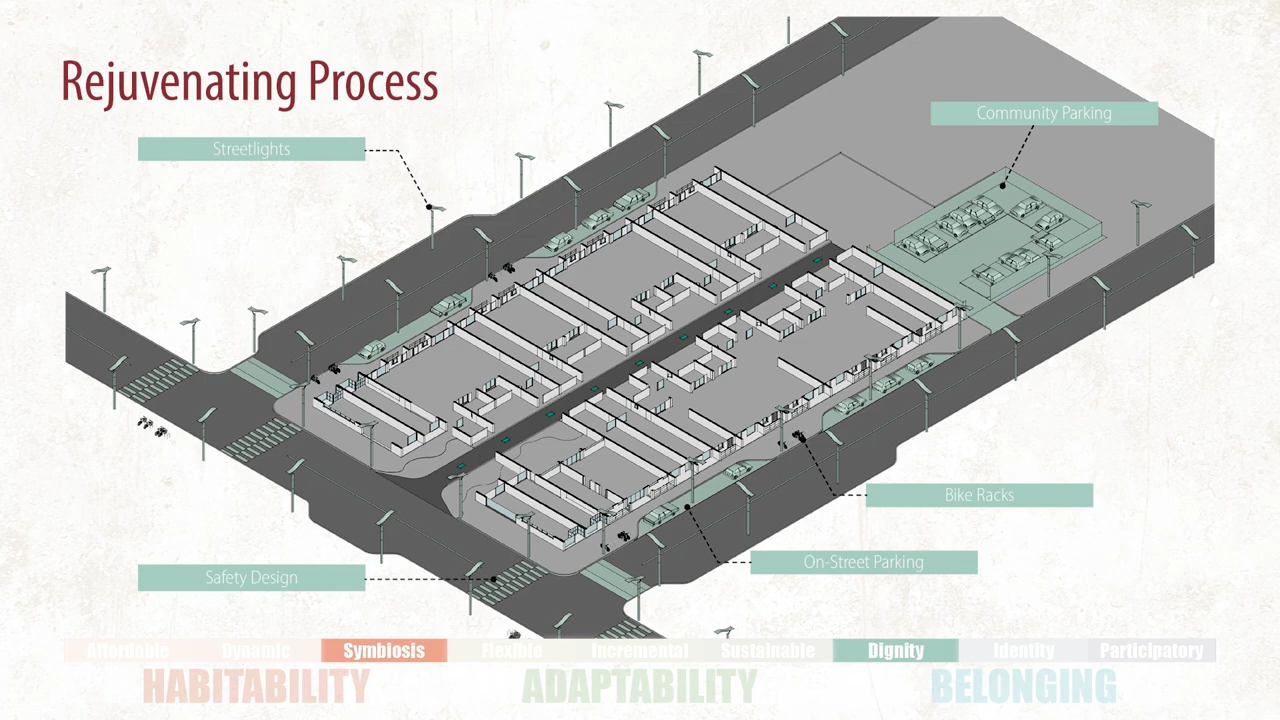 Rejuvenating Process
Community Parking
Streetlights
Bike Racks
On-Street Parking
Safety Design
Affordable Dynamic Symbiosis Flexible Incremental Sustainable Dignity Identity Participatory
HABITABILITY ADAPTABILITY BELONGING